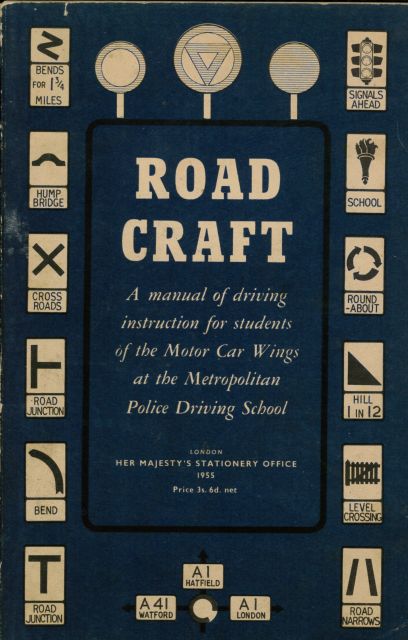 BENDS
FOR 1¾
MILES
HUMP
BRIDGE
CROSS
ROADS
ROAD
JUNCTION
BEND
ROAD
JUNCTION
ROAD
CRAFT
A manual of driving
instruction for students
of the Motor Car Wings
at the Metropolitan
Police Driving School
LONDON
HER MAJESTY'S STATIONERY OFFICE
1955
Price 3s. 6d. net
SIGNALS
AHEAD
SCHOOL
ROUND
-ABOUT
HILL
1 IN 12
LEVEL
CROSSING
ROAD
NARROWS
A1
HATFIELD
A41
WATFORD
A1
LONDON